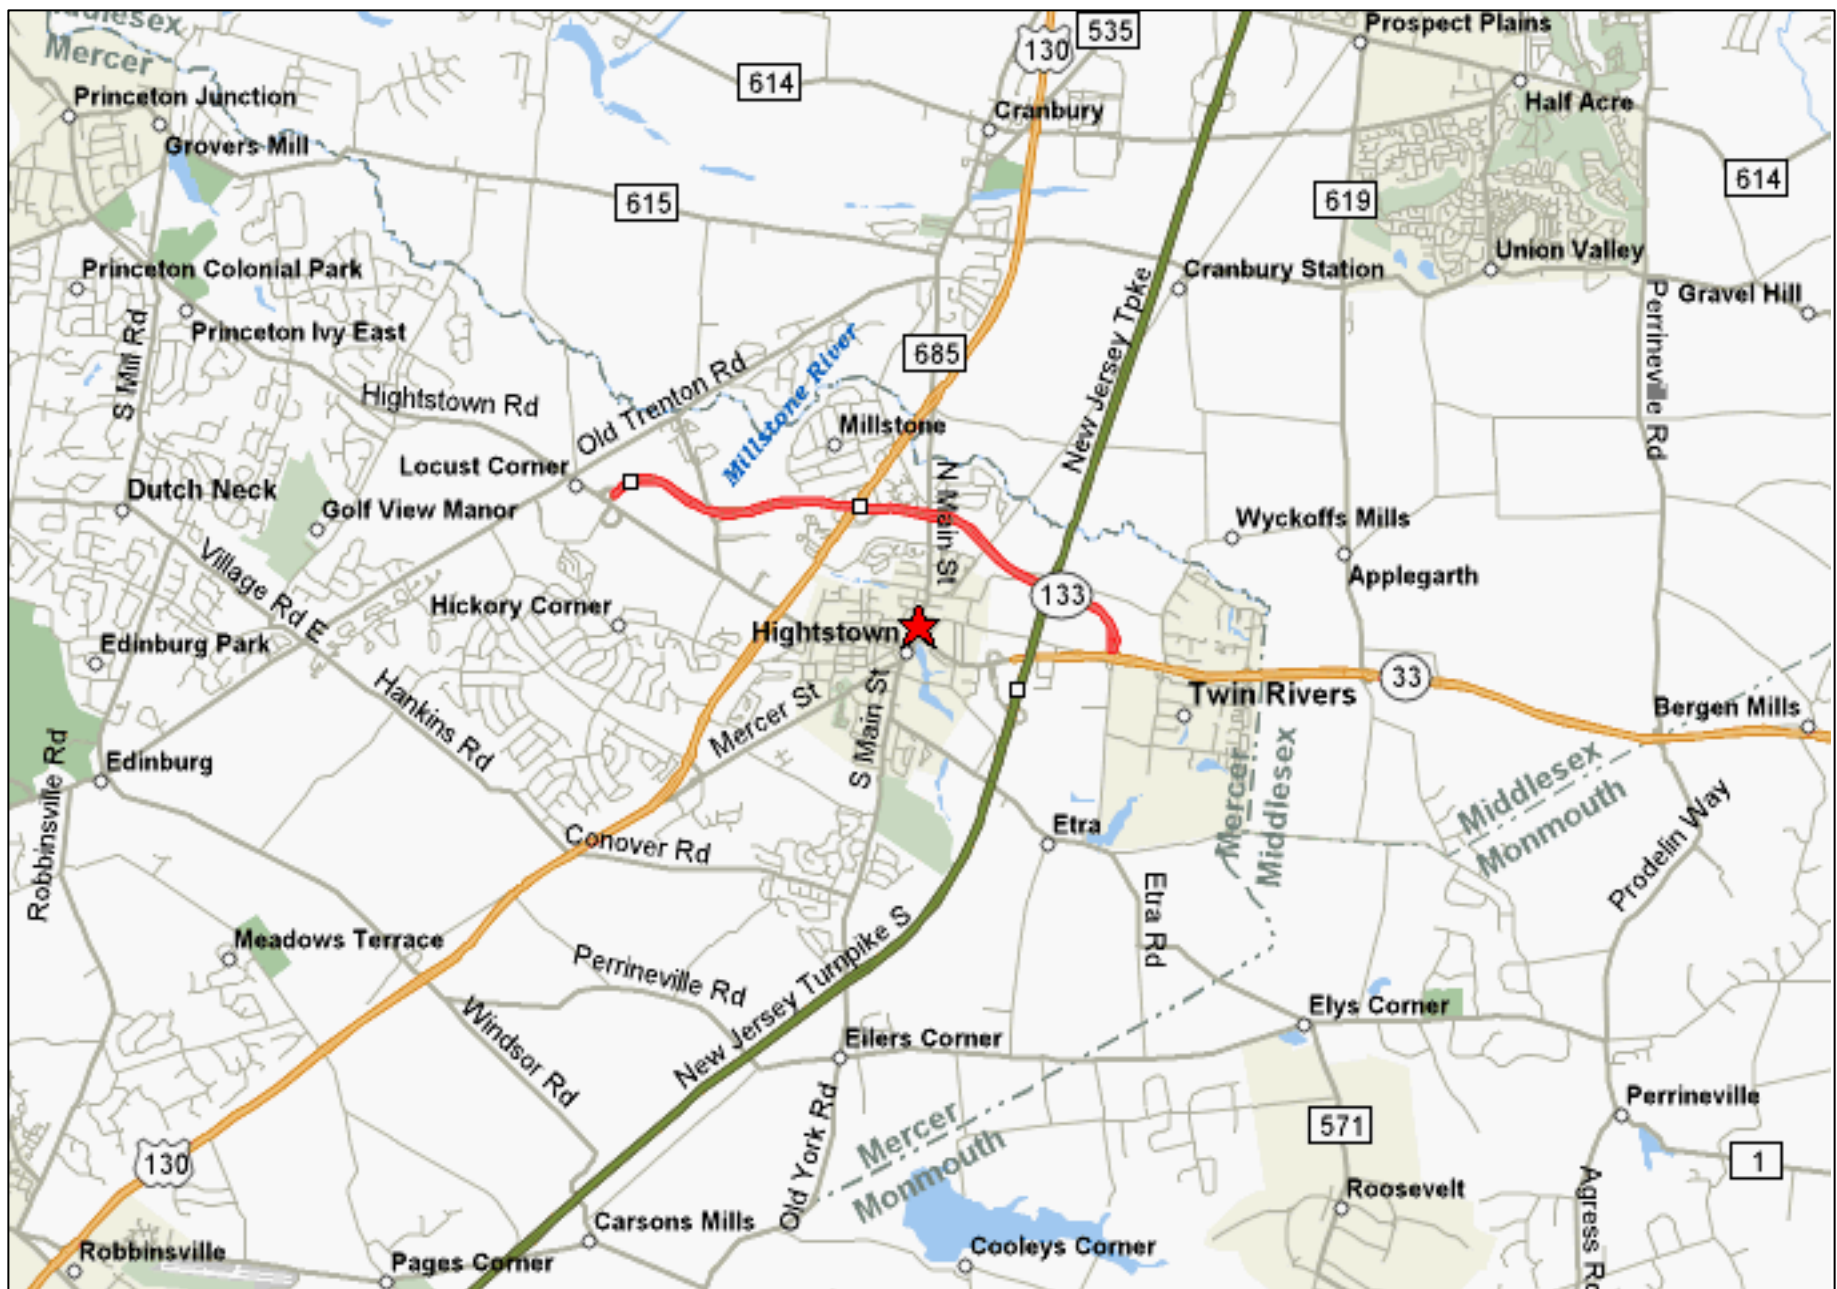 Middlesex
Mercer
130
535
Prospect Plains
614
Princeton Junction
Cranbury
Half Acre
Grovers Mill
614
615
619
Union Valley
Princeton Colonial Park
Cranbury Station
Gravel Hill
Princeton Ivy East
S Mill Rd
New Jersey Tpke
Perrineville Rd
685
Hightstown Rd
Old Trenton Rd
Millstone River
Millstone
Locust Corner
N Main St
Dutch Neck
Golf View Manor
Wyckoffs Mills
Village Rd E
Applegarth
133
Hickory Corner
Hightstown
Edinburg Park
33
Twin Rivers
Hankins Rd
Mercer St
S Main St
Bergen Mills
Edinburg
Robbinsville Rd
Mercer
Middlesex
Middlesex
Monmouth
Prodelin Way
Conover Rd
Etra
Etra Rd
Meadows Terrace
Perrineville Rd
New Jersey Turnpike S
Elys Corner
Windsor Rd
Eilers Corner
Perrineville
Old York Rd
Mercer
Monmouth
571
130
1
Roosevelt
Agress Rd
Carsons Mills
Robbinsville
Pages Corner
Cooleys Corner